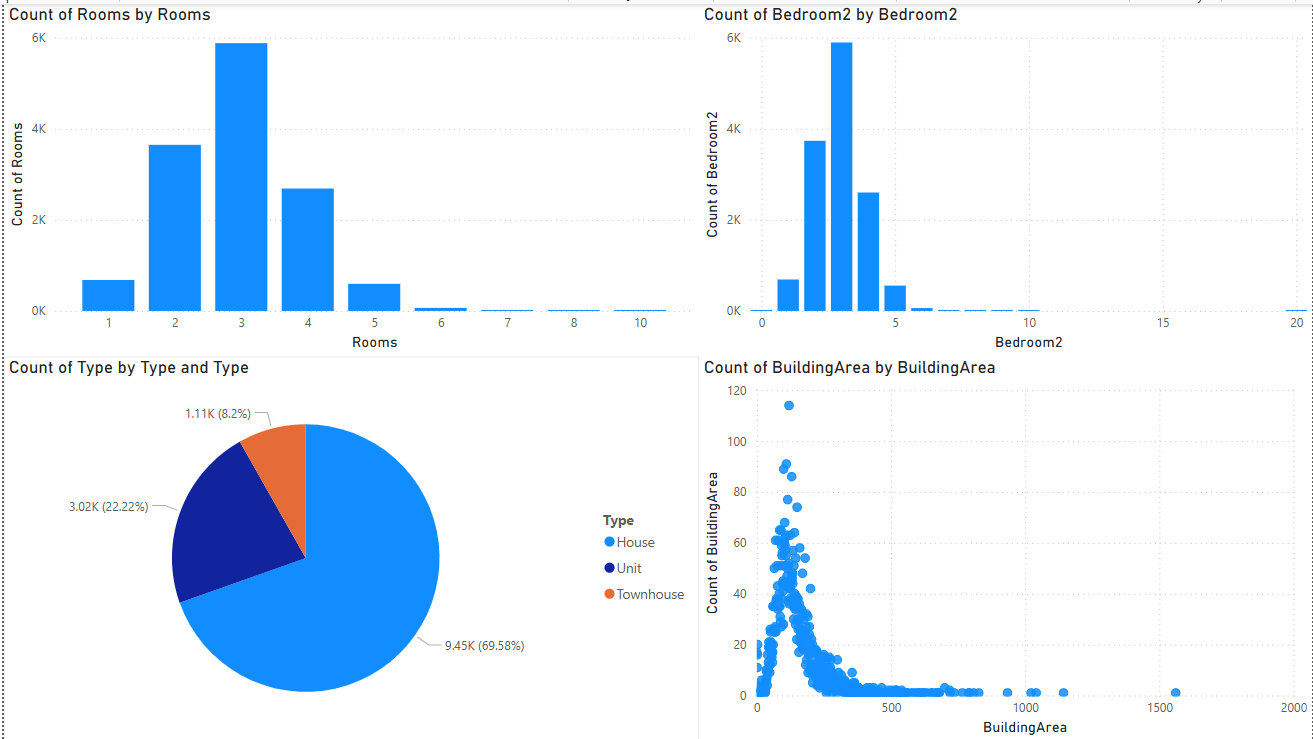 Count of Rooms by Rooms
6K
4K
2K
0K
Count of Rooms
1 2 3 4 5 6 7 8 10
Rooms
Count of Bedroom2 by Bedroom2
6K
4K
2K
0K
Count of Bedroom2
0 5 10 15 20
Bedroom2
Count of Type by Type and Type
1.11K (8.2%)
3.02K (22.22%)
9.45K (69.58%)
Type
House
Unit
Townhouse
Count of BuildingArea by BuildingArea
120
100
80
60
40
20
0
Count of BuildingArea
0 500 1000 1500 2000
BuildingArea